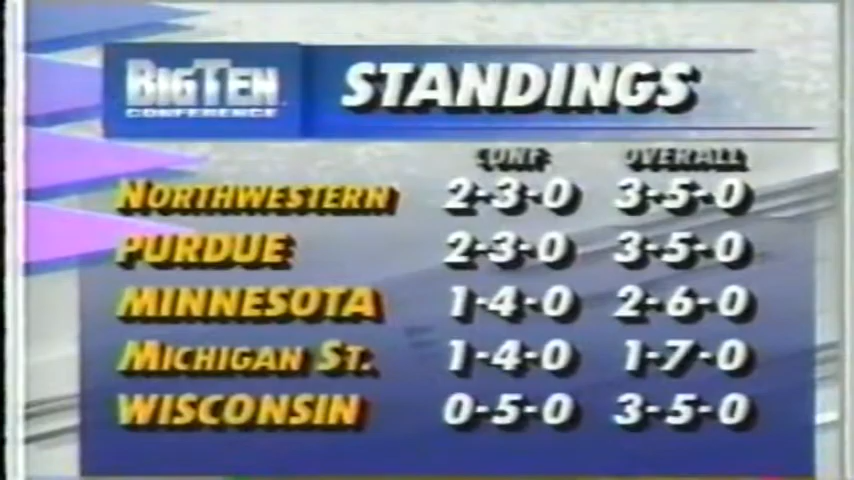 BIG TEN CONFERENCE STANDINGS
CONF OVERALL
NORTHWESTERN 2-3-0 3-5-0
PURDUE 2-3-0 3-5-0
MINNESOTA 1-4-0 2-6-0
MICHIGAN ST. 1-4-0 1-7-0
WISCONSIN 0-5-0 3-5-0